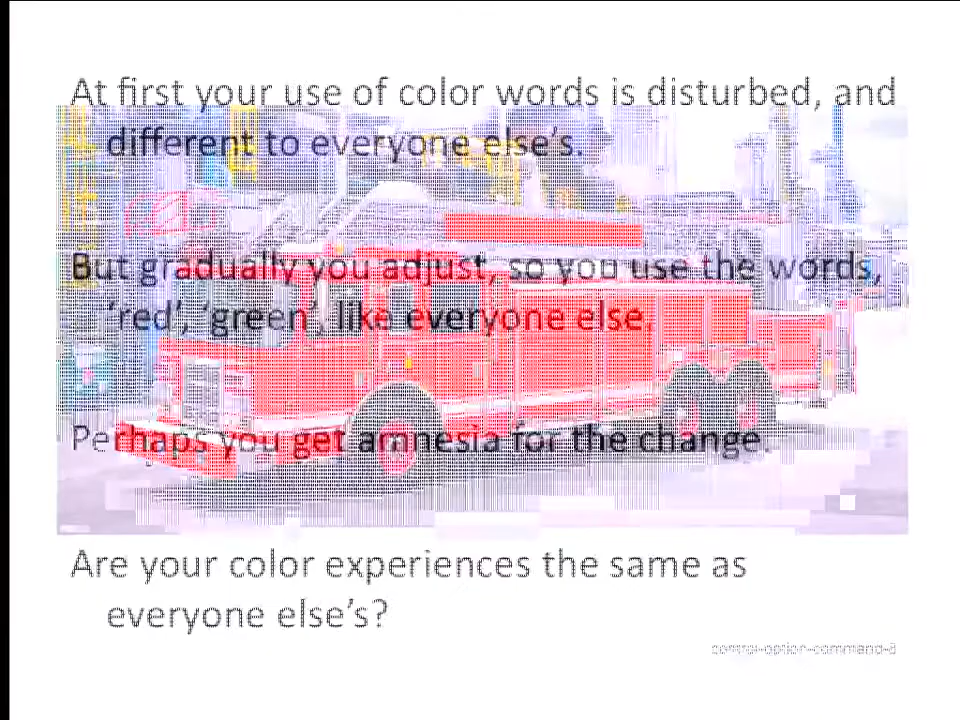 At first your use of color words is disturbed, and
different to everyone else's.
But gradually you adjust, so you use the words,
'red', 'green', like everyone else.
Perhaps you get amnesia for the change.
Are your color experiences the same as
everyone else's?
control-option-command-8